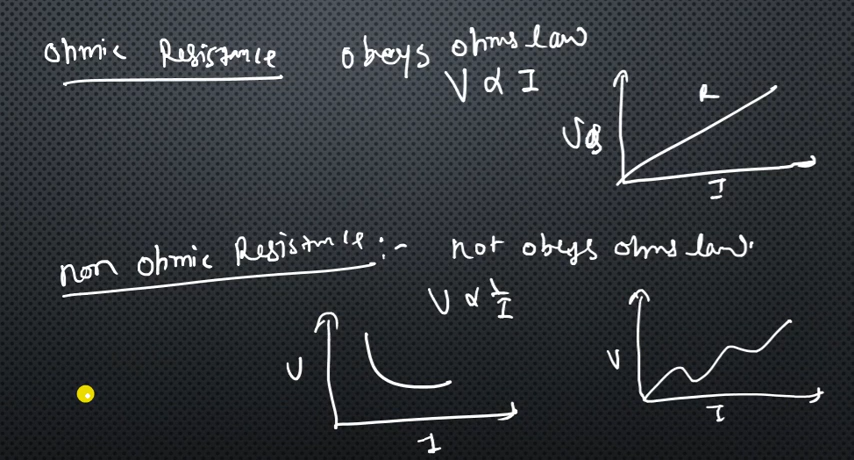 ohmic Resistance obeys ohms law
V ∝ I
R
V
I
non ohmic Resistance:- not obeys ohms law.
V ∝ 1/I
V
I
V
I